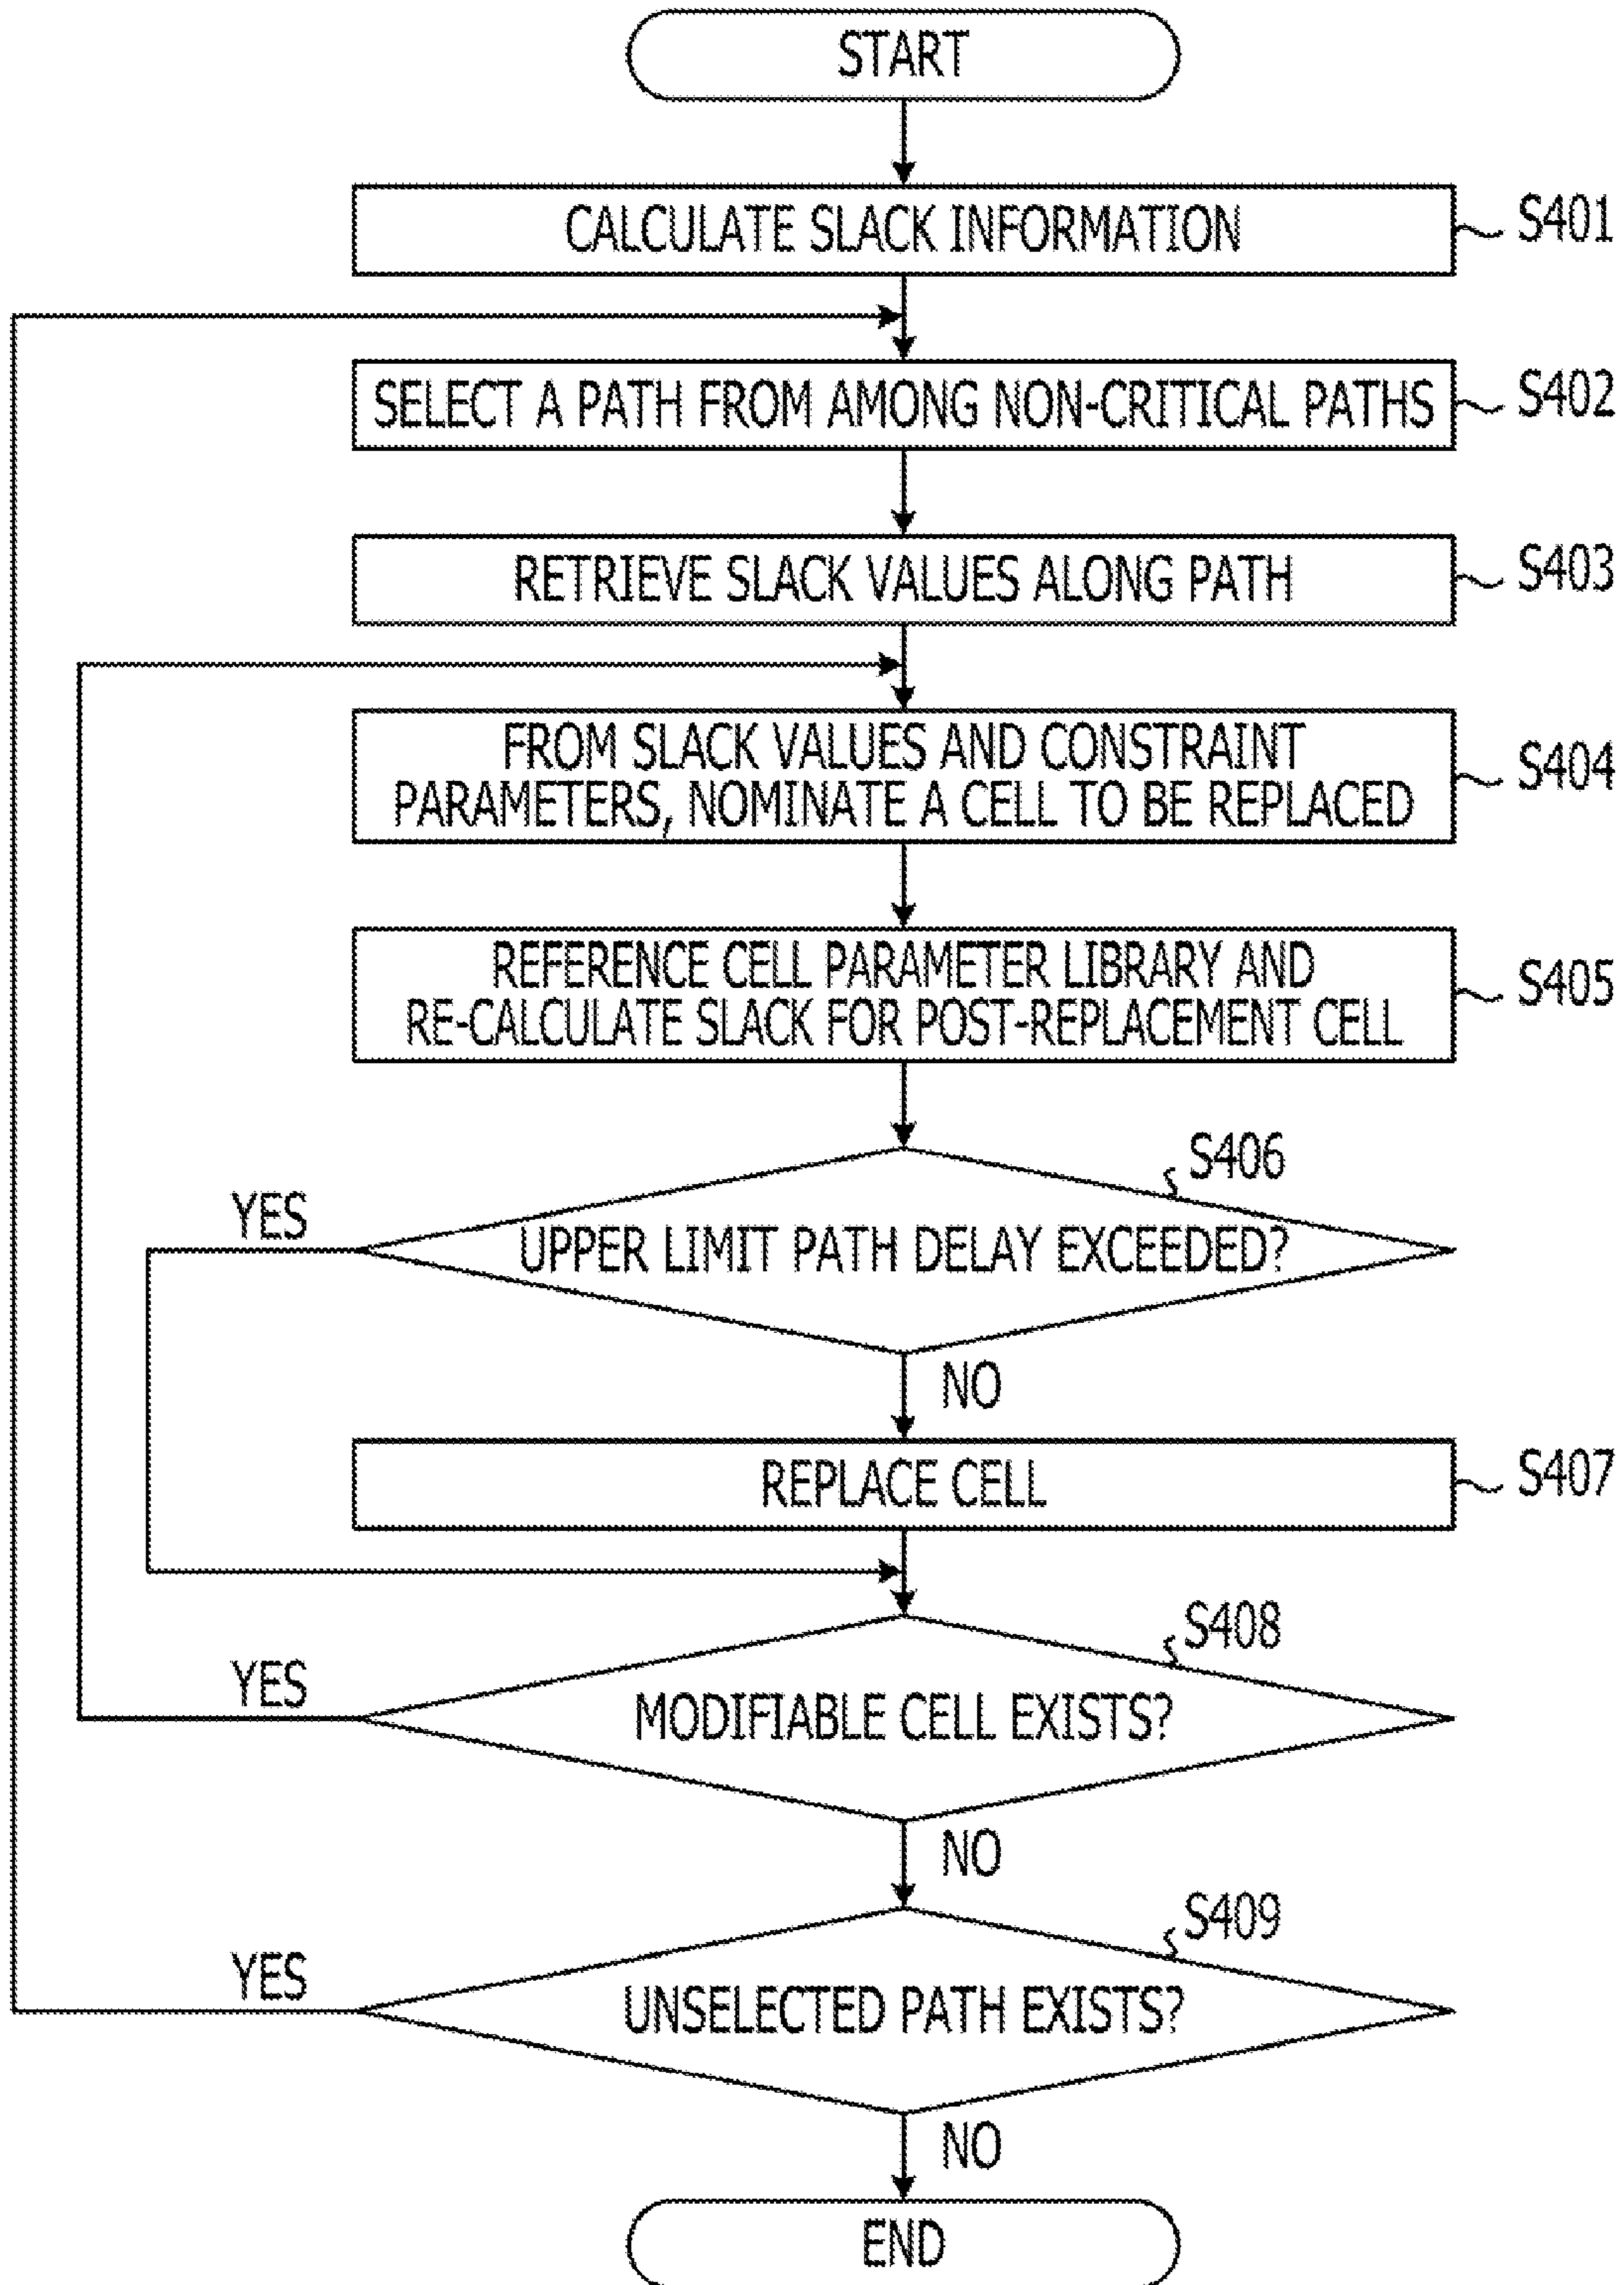 START
CALCULATE SLACK INFORMATION
S401
SELECT A PATH FROM AMONG NON-CRITICAL PATHS
S402
RETRIEVE SLACK VALUES ALONG PATH
S403
FROM SLACK VALUES AND CONSTRAINT
PARAMETERS, NOMINATE A CELL TO BE REPLACED
S404
REFERENCE CELL PARAMETER LIBRARY AND
RE-CALCULATE SLACK FOR POST-REPLACEMENT CELL
S405
S406
YES
UPPER LIMIT PATH DELAY EXCEEDED?
NO
REPLACE CELL
S407
S408
YES
MODIFIABLE CELL EXISTS?
NO
S409
YES
UNSELECTED PATH EXISTS?
NO
END